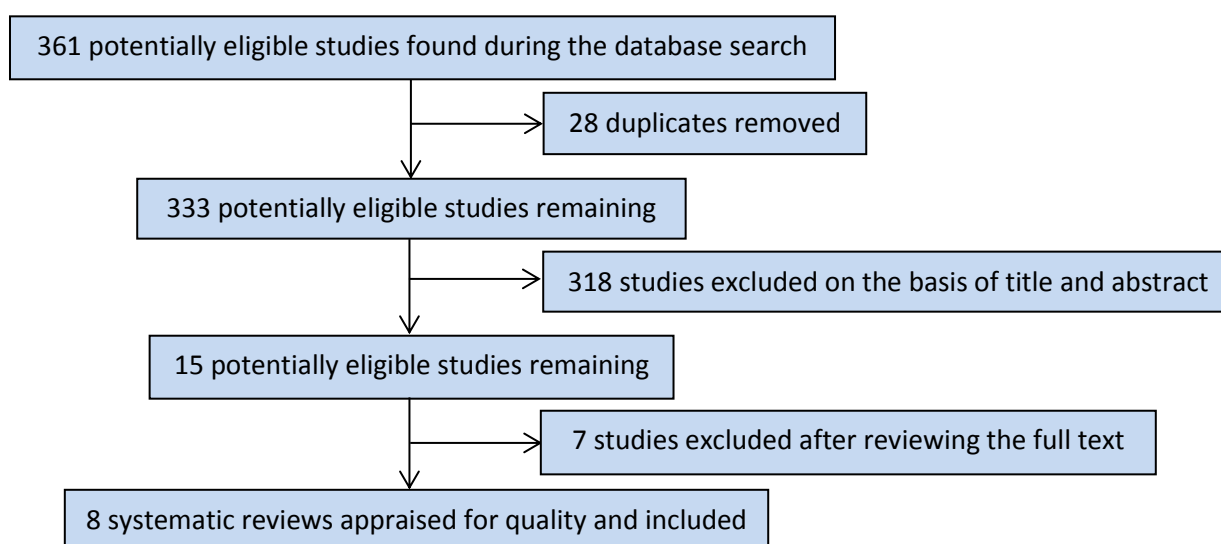 361 potentially eligible studies found during the database search
28 duplicates removed
333 potentially eligible studies remaining
318 studies excluded on the basis of title and abstract
15 potentially eligible studies remaining
7 studies excluded after reviewing the full text
8 systematic reviews appraised for quality and included